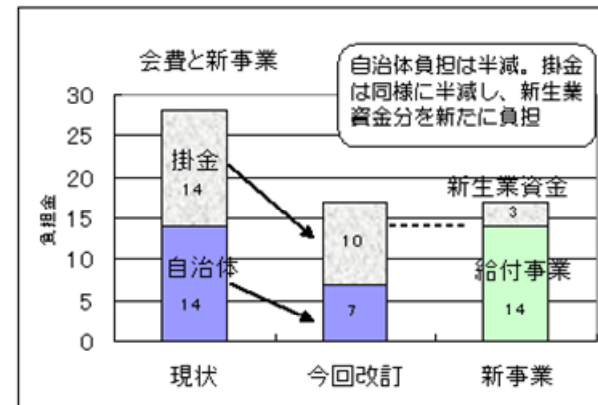 会費と新事業
自治体負担は半減。掛金
は同様に半減し、新生業
資金分を新たに負担
負担金
30
25
20
15
10
5
0
掛金
14
自治体
14
10
7
新生業資金
3
給付事業
14
現状
今回改訂
新事業